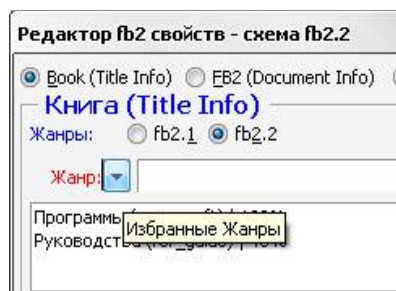 Редактор fb2 свойств - схема fb2.2
Book (Title Info) FB2 (Document Info)
Книга (Title Info)
Жанры: fb2.1 fb2.2
Жанр:
Программы
Избранные Жанры
Руководств